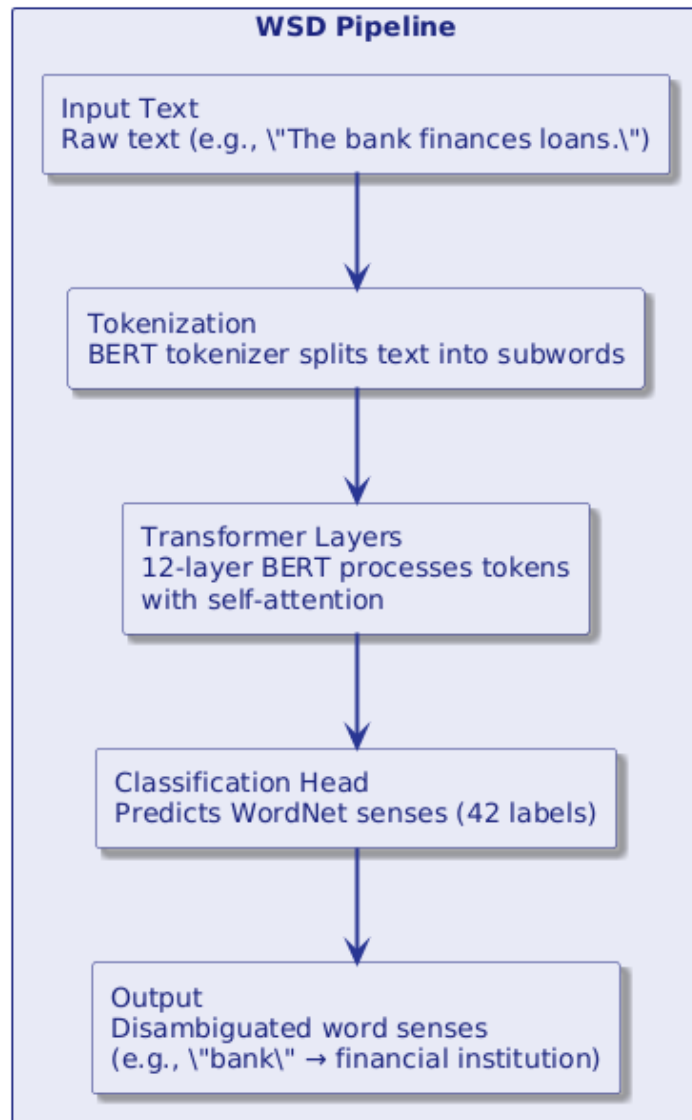 WSD Pipeline
Input Text
Raw text (e.g., \"The bank finances loans.\")
Tokenization
BERT tokenizer splits text into subwords
Transformer Layers
12-layer BERT processes tokens
with self-attention
Classification Head
Predicts WordNet senses (42 labels)
Output
Disambiguated word senses
(e.g., \"bank\" → financial institution)